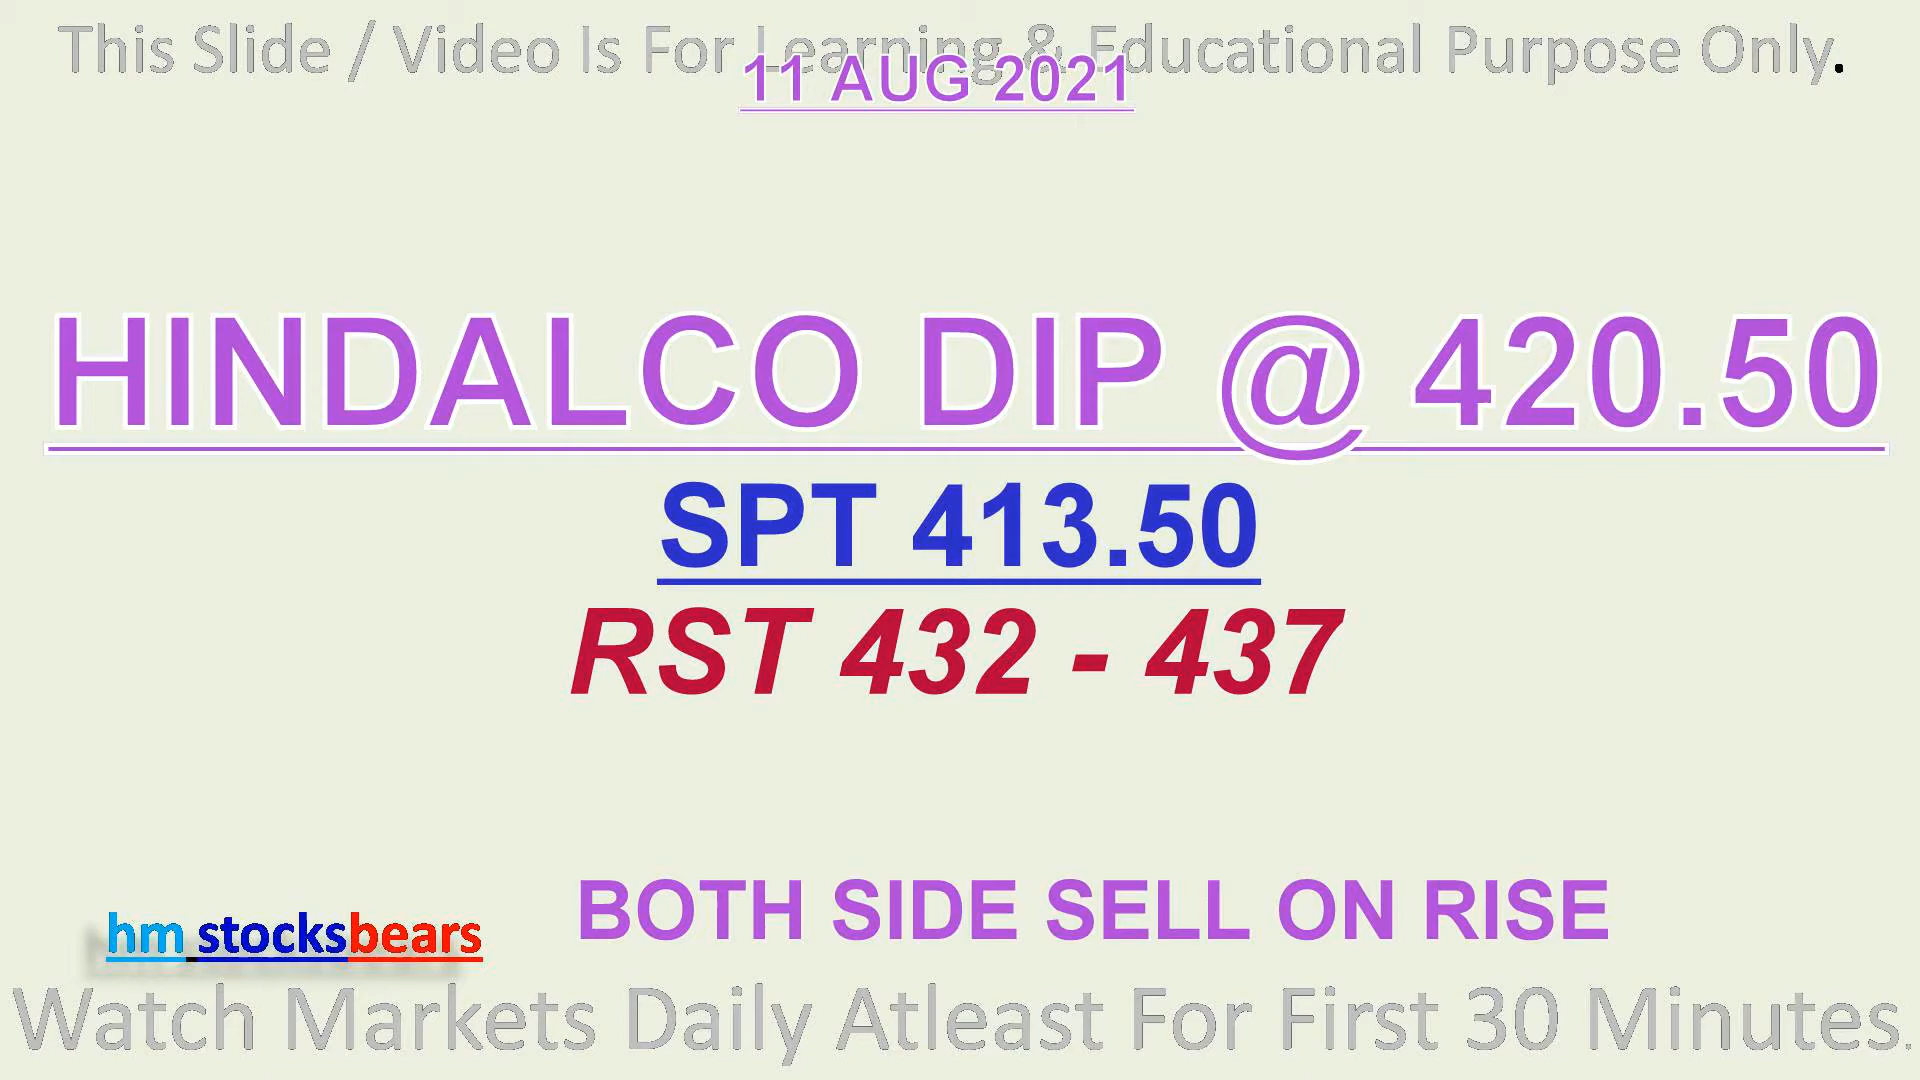 This Slide / Video Is For Learning & Educational Purpose Only.
11 AUG 2021
HINDALCO DIP @ 420.50
SPT 413.50
RST 432 - 437
BOTH SIDE SELL ON RISE
hm stocksbears
Watch Markets Daily Atleast For First 30 Minutes.